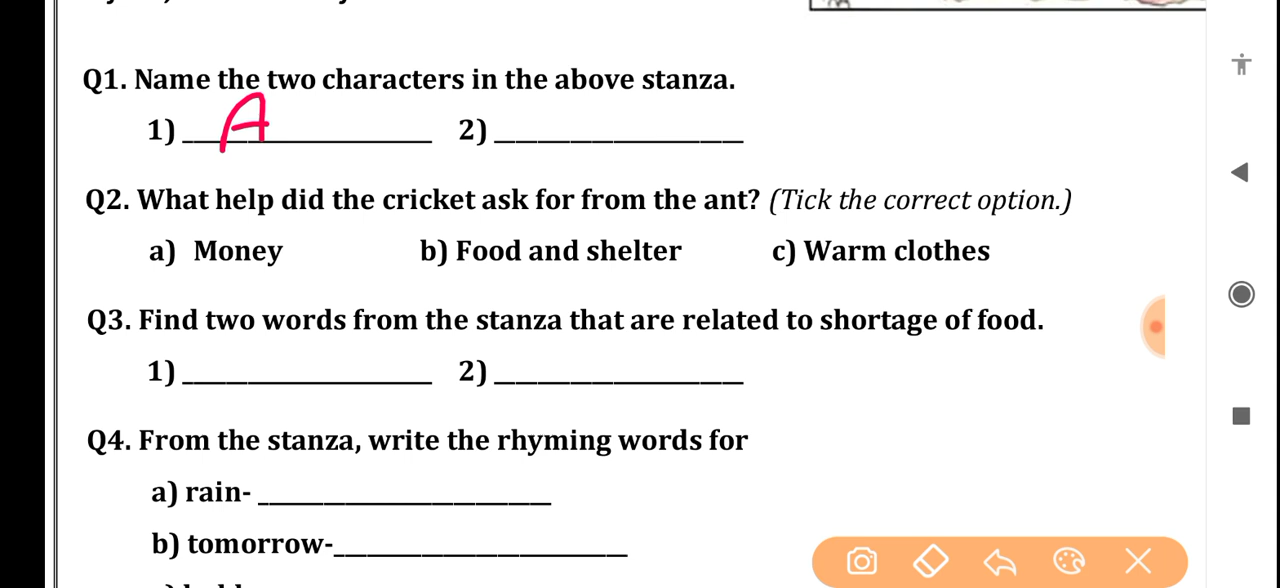 Q1. Name the two characters in the above stanza.
1) A 2)
Q2. What help did the cricket ask for from the ant? (Tick the correct option.)
a) Money b) Food and shelter c) Warm clothes
Q3. Find two words from the stanza that are related to shortage of food.
1) 2)
Q4. From the stanza, write the rhyming words for
a) rain-
b) tomorrow-